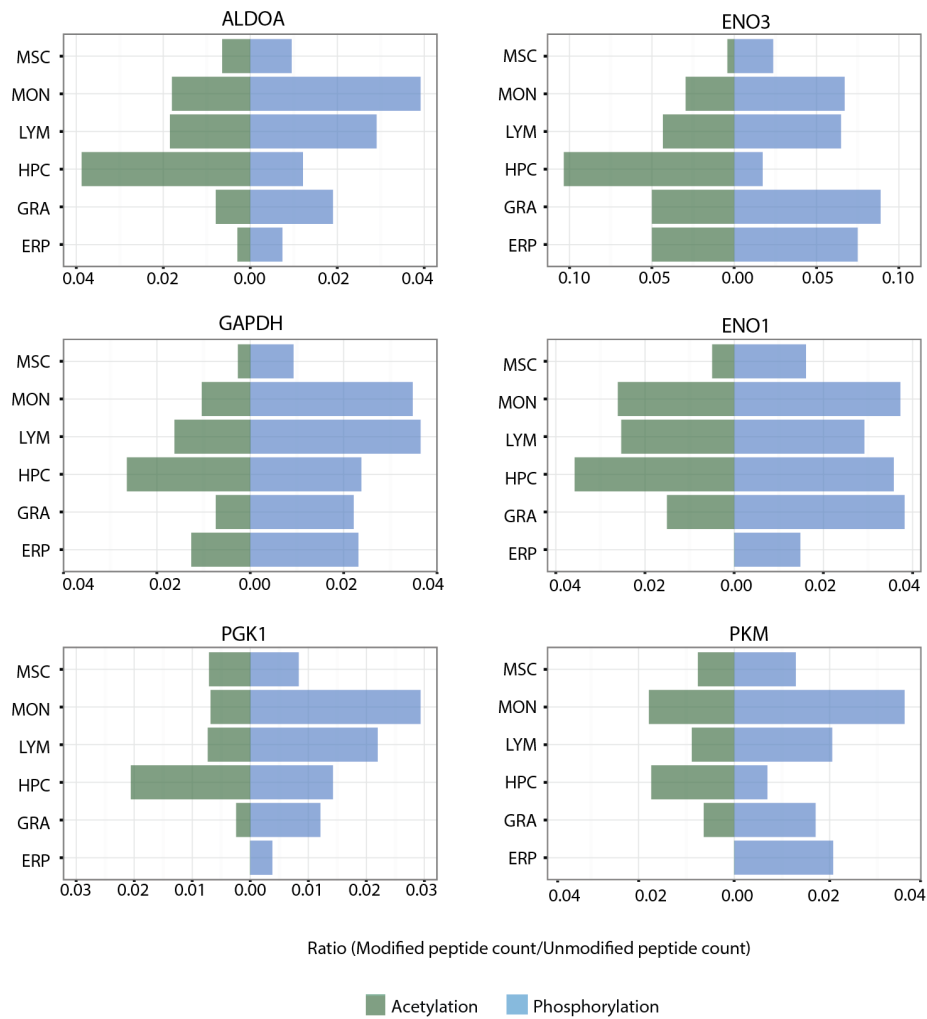 ALDOA
MSC
MON
LYM
HPC
GRA
ERP
0.04 0.02 0.00 0.02 0.04
ENO3
MSC
MON
LYM
HPC
GRA
ERP
0.10 0.05 0.00 0.05 0.10
GAPDH
MSC
MON
LYM
HPC
GRA
ERP
0.04 0.02 0.00 0.02 0.04
ENO1
MSC
MON
LYM
HPC
GRA
ERP
0.04 0.02 0.00 0.02 0.04
PGK1
MSC
MON
LYM
HPC
GRA
ERP
0.03 0.02 0.01 0.00 0.01 0.02 0.03
PKM
MSC
MON
LYM
HPC
GRA
ERP
0.04 0.02 0.00 0.02 0.04
Ratio (Modified peptide count/Unmodified peptide count)
Acetylation Phosphorylation